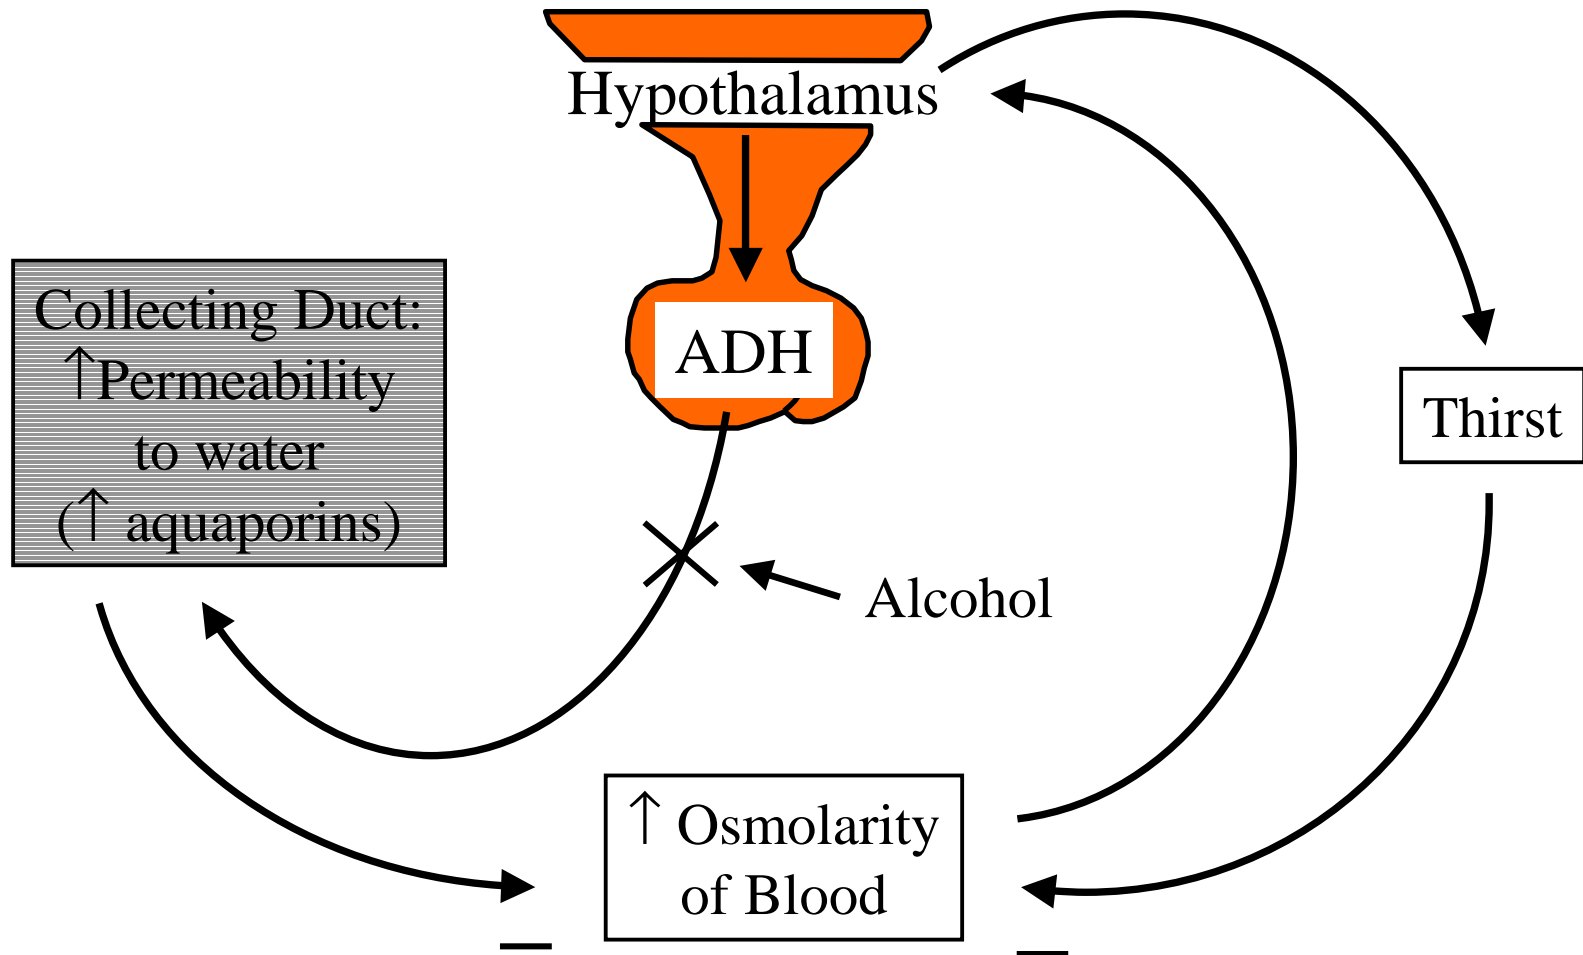 Hypothalamus
ADH
Collecting Duct:
↑Permeability
to water
(↑ aquaporins)
Thirst
Alcohol
↑ Osmolarity
of Blood
— —